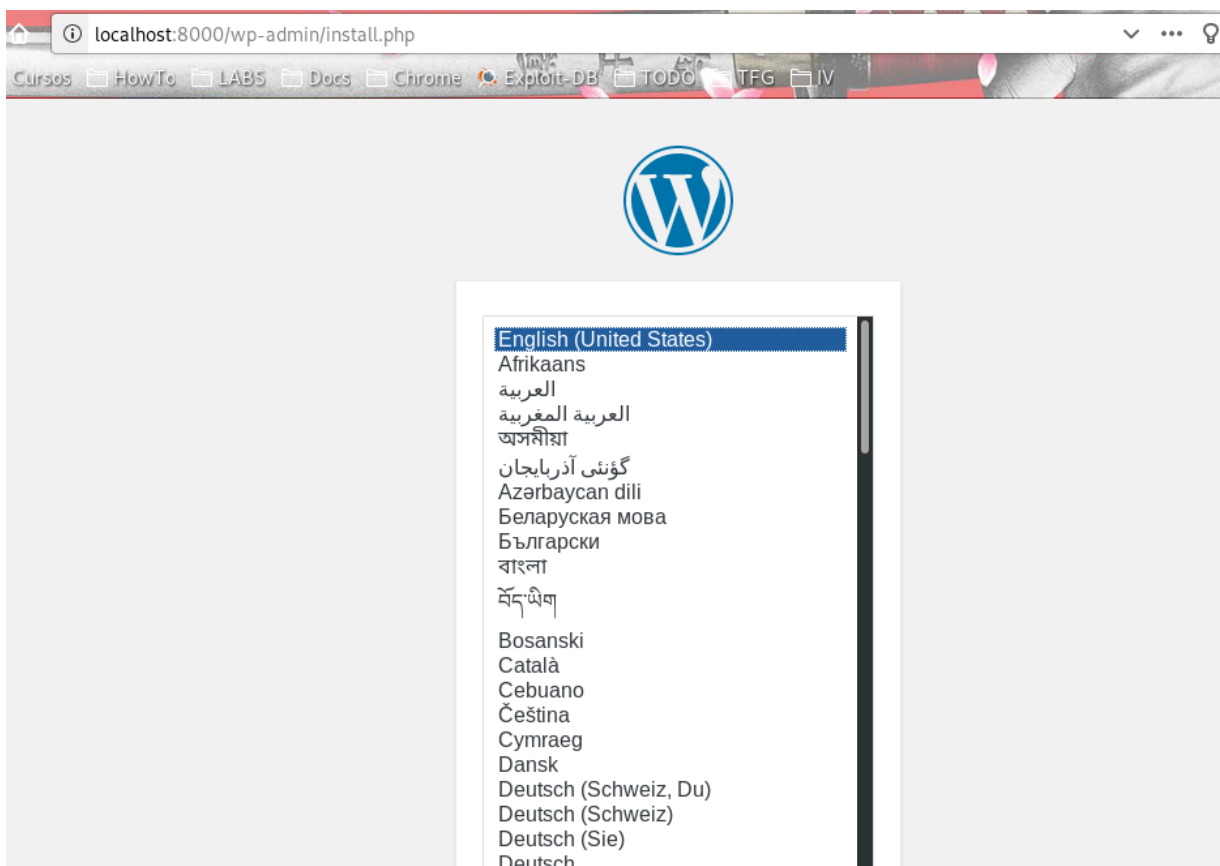 localhost:8000/wp-admin/install.php
Cursos HowTo LABS Docs Chrome Exploit-DB TODO TFG IV
English (United States)
Afrikaans
العربية
العربية المغربية
অসমীয়া
گؤنئی آذربایجان
Azərbaycan dili
Беларуская мова
Български
বাংলা
བོད་ཡིག
Bosanski
Català
Cebuano
Čeština
Cymraeg
Dansk
Deutsch (Schweiz, Du)
Deutsch (Schweiz)
Deutsch (Sie)
Deutsch